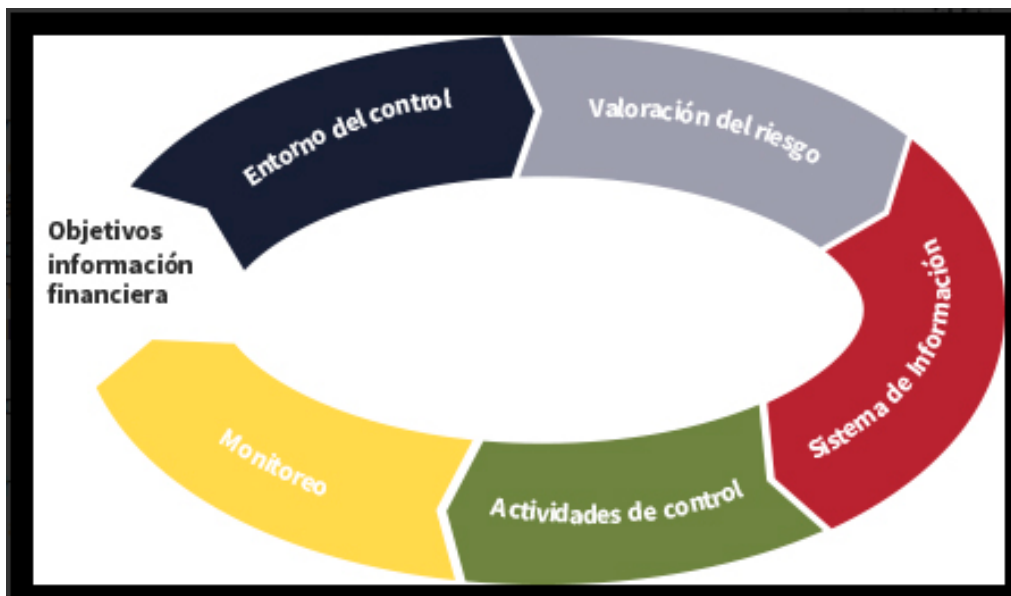 Entorno del control
Valoración del riesgo
Objetivos
información
financiera
Sistema de Información
Actividades de control
Monitoreo